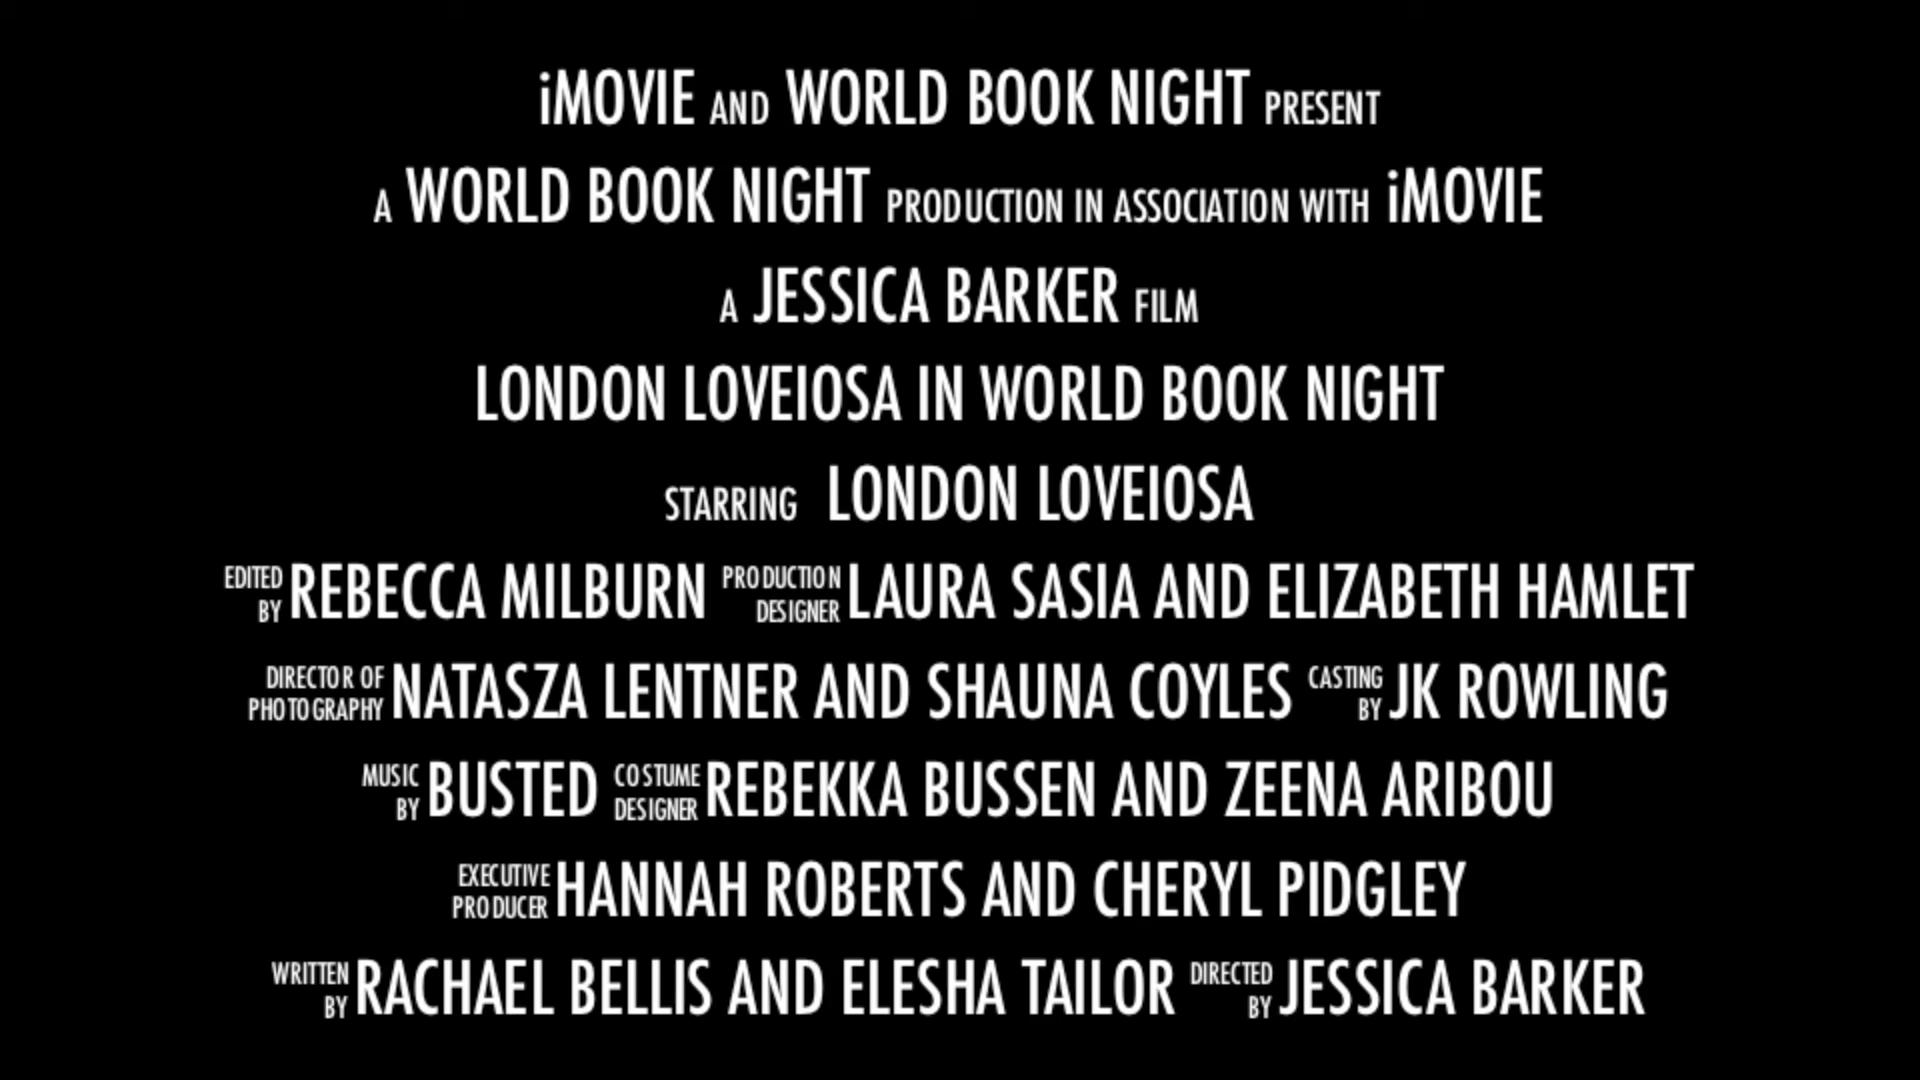 iMOVIE AND WORLD BOOK NIGHT PRESENT
A WORLD BOOK NIGHT PRODUCTION IN ASSOCIATION WITH iMOVIE
A JESSICA BARKER FILM
LONDON LOVEIOSA IN WORLD BOOK NIGHT
STARRING LONDON LOVEIOSA
EDITED BY REBECCA MILBURN PRODUCTION DESIGNER LAURA SASIA AND ELIZABETH HAMLET
DIRECTOR OF PHOTOGRAPHY NATASZA LENTNER AND SHAUNA COYLES CASTING BY JK ROWLING
MUSIC BY BUSTED COSTUME DESIGNER REBEKKA BUSSEN AND ZEENA ARIBOU
EXECUTIVE PRODUCER HANNAH ROBERTS AND CHERYL PIDGLEY
WRITTEN BY RACHAEL BELLIS AND ELESHA TAILOR DIRECTED BY JESSICA BARKER